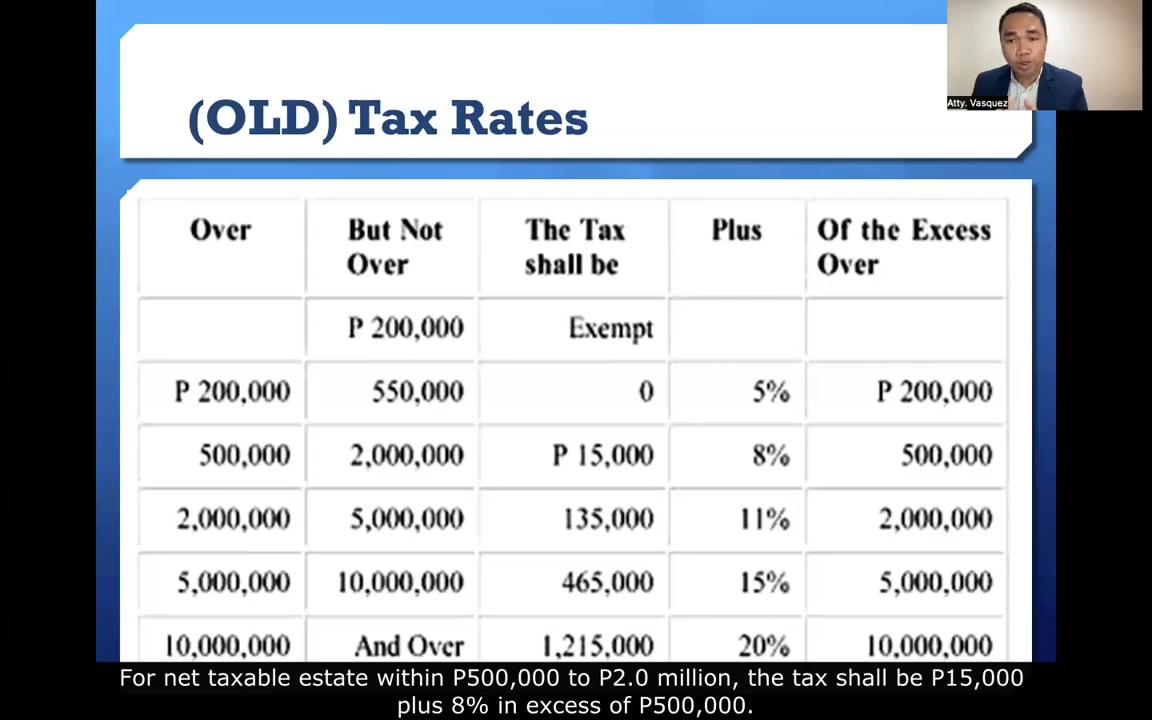 Atty. Vasquez
(OLD) Tax Rates
Over But Not Over The Tax shall be Plus Of the Excess Over
P 200,000 Exempt
P 200,000 550,000 0 5% P 200,000
500,000 2,000,000 P 15,000 8% 500,000
2,000,000 5,000,000 135,000 11% 2,000,000
5,000,000 10,000,000 465,000 15% 5,000,000
10,000,000 And Over 1,215,000 20% 10,000,000
For net taxable estate within P500,000 to P2.0 million, the tax shall be P15,000
plus 8% in excess of P500,000.